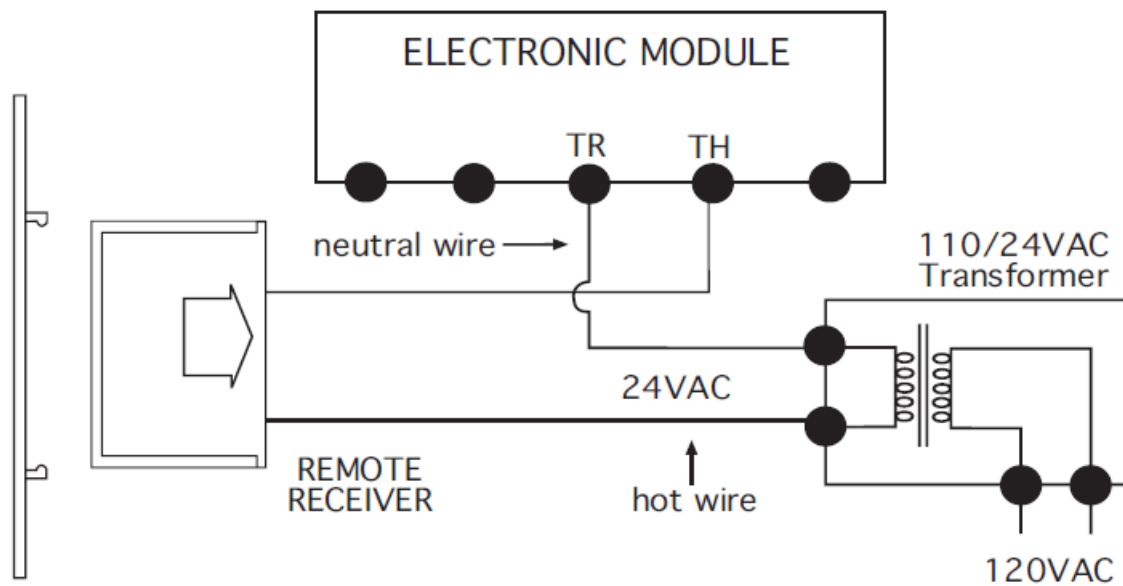 ELECTRONIC MODULE
TR
TH
neutral wire
110/24VAC
Transformer
24VAC
REMOTE
RECEIVER
hot wire
120VAC